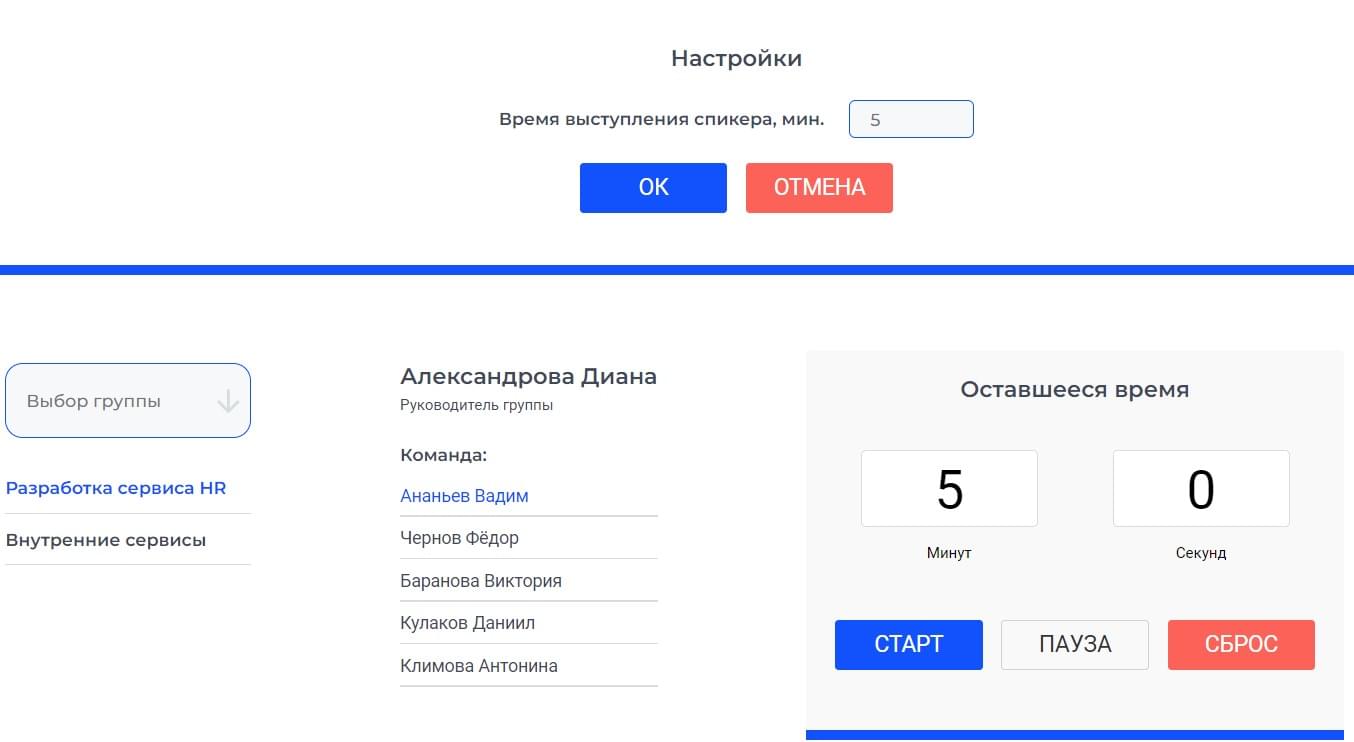 Настройки
Время выступления спикера, мин.
5
ОК
ОТМЕНА
Выбор группы
Разработка сервиса HR
Внутренние сервисы
Александрова Диана
Руководитель группы
Команда:
Ананьев Вадим
Чернов Фёдор
Баранова Виктория
Кулаков Даниил
Климова Антонина
Оставшееся время
5
0
Минут
Секунд
СТАРТ
ПАУЗА
СБРОС